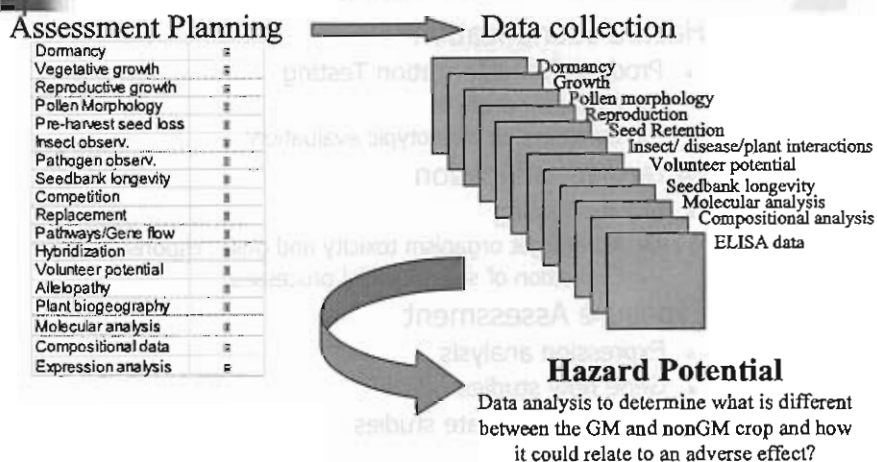 Assessment Planning
Dormancy
Vegetative growth
Reproductive growth
Pollen Morphology
Pre-harvest seed loss
Insect observ.
Pathogen observ.
Seedbank longevity
Competition
Replacement
Pathways/Gene flow
Hybridization
Volunteer potential
Allelopathy
Plant biogeography
Molecular analysis
Compositional data
Expression analysis
Data collection
Dormancy
Growth
Pollen morphology
Reproduction
Seed Retention
Insect/ disease/plant interactions
Volunteer potential
Seedbank longevity
Molecular analysis
Compositional analysis
ELISA data
Hazard Potential
Data analysis to determine what is different
between the GM and nonGM crop and how
it could relate to an adverse effect?